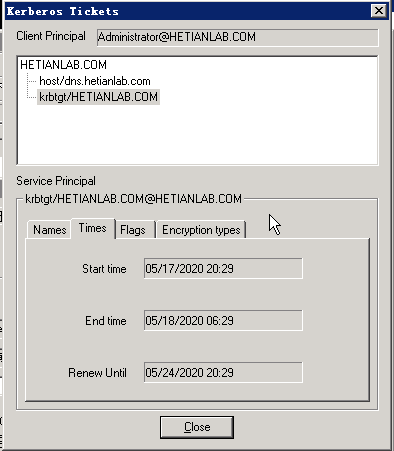 Kerberos Tickets
Client Principal Administrator@HETIANLAB.COM
HETIANLAB.COM
host/dns.hetianlab.com
krbtgt/HETIANLAB.COM
Service Principal
krbtgt/HETIANLAB.COM@HETIANLAB.COM
Names Times Flags Encryption types
Start time 05/17/2020 20:29
End time 05/18/2020 06:29
Renew Until 05/24/2020 20:29
Close